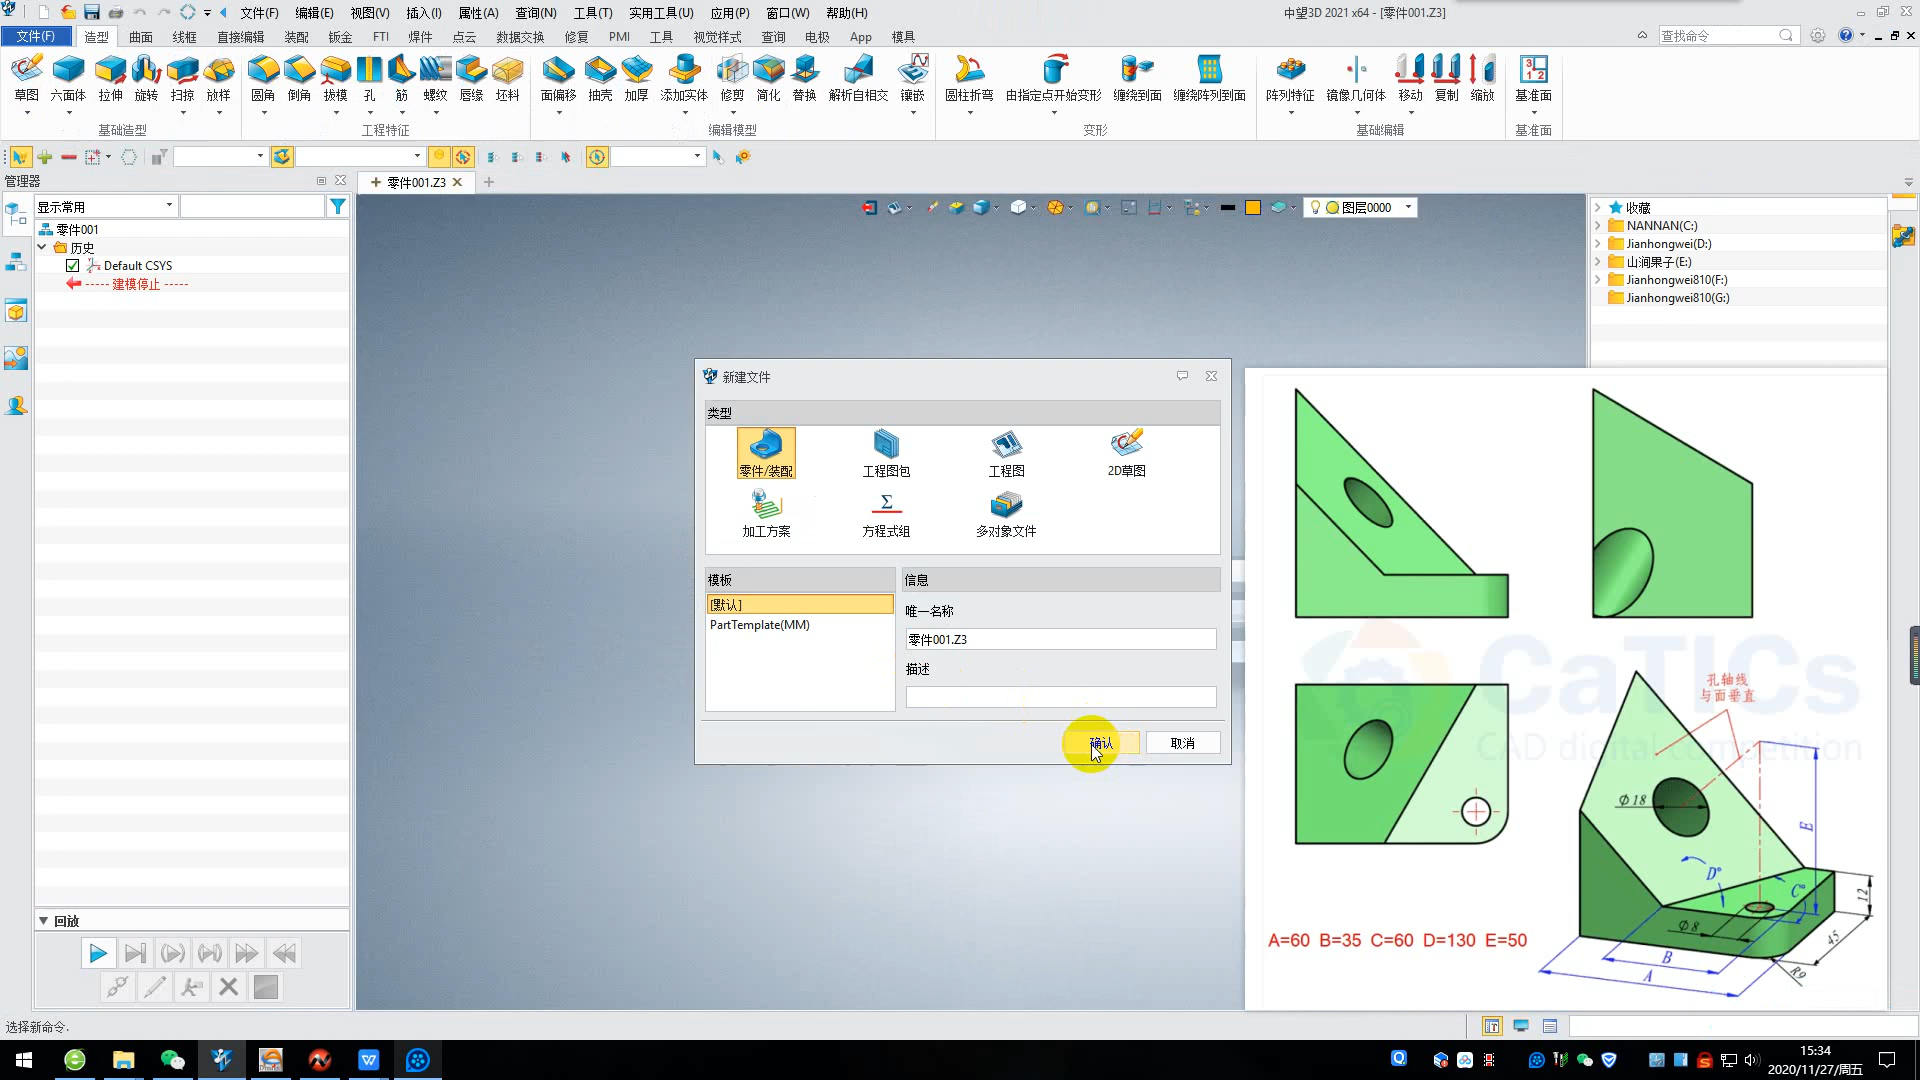 文件(F) 编辑(E) 视图(V) 插入(I) 属性(A) 查询(N) 工具(T) 实用工具(U) 应用(P) 窗口(W) 帮助(H) 中望3D 2021 x64 - [零件001.Z3]
文件(F) 造型 曲面 线框 直接编辑 装配 钣金 FTI 焊件 点云 数据交换 修复 PMI 工具 视觉样式 查询 电极 App 模具 查找命令
草图 六面体 拉伸 旋转 扫掠 放样 圆角 倒角 拔模 孔 筋 螺纹 唇缘 坯料 面偏移 抽壳 加厚 添加实体 修剪 简化 替换 解析自相交 镶嵌 圆柱折弯 由指定点开始变形 缠绕到面 缠绕阵列到面 阵列特征 镜像几何体 移动 复制 缩放 基准面
基础造型 工程特征 编辑模型 变形 基础编辑 基准面
管理器
零件001.Z3
显示常用
图层0000
零件001
历史
Default CSYS
----- 建模停止 -----
收藏
NANNAN(C:)
Jianhongwei(D:)
山涧果子(E:)
Jianhongwei810(F:)
Jianhongwei810(G:)
新建文件
类型
零件/装配 工程图包 工程图 2D草图
加工方案 方程式组 多对象文件
模板
[默认]
PartTemplate(MM)
信息
唯一名称
零件001.Z3
描述
确认 取消
CaTICs
CAD digital competition
孔轴线
与面垂直
Φ18
E
D°
C°
12
Φ8
45
B
A
R9
A=60 B=35 C=60 D=130 E=50
回放
选择新命令.
15:34
2020/11/27/周五